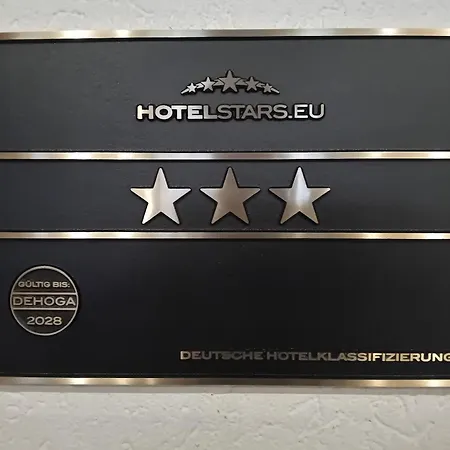 HOTELSTARS.EU
GÜLTIG BIS:
DEHOGA
2028
DEUTSCHE HOTELKLASSIFIZIERUNG